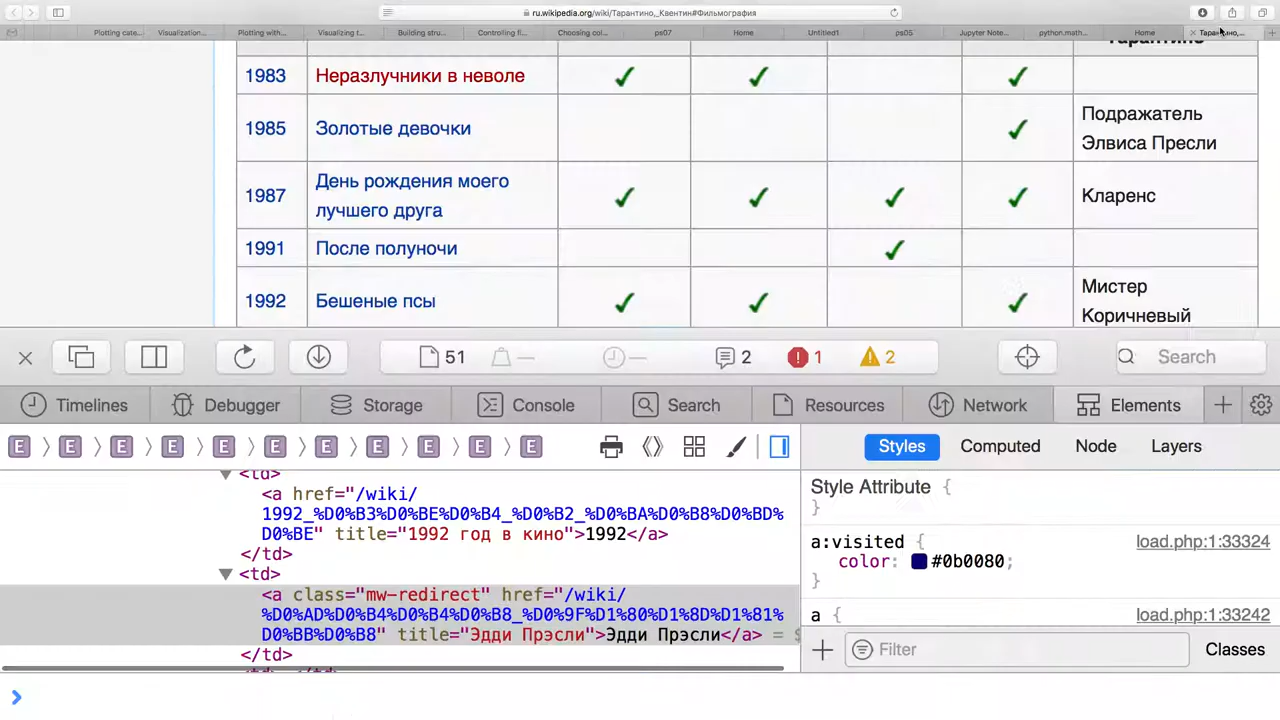 ru.wikipedia.org/wiki/Тарантино,_Квентин#Фильмография
Plotting cate...
Visualization...
Plotting with...
Visualizing t...
Building stru...
Controlling fi...
Choosing col...
ps07
Home
Untitled1
ps05
Jupyter Note...
python.math...
Home
Тарантино,...
Тарантино
1983
Неразлучники в неволе
1985
Золотые девочки
Подражатель
Элвиса Пресли
1987
День рождения моего
лучшего друга
Кларенс
1991
После полуночи
1992
Бешеные псы
Мистер
Коричневый
51
—
—
2
1
2
Search
Timelines
Debugger
Storage
Console
Search
Resources
Network
Elements
E
E
E
E
E
E
E
E
E
E
E
Styles
Computed
Node
Layers
<td>
<a href="/wiki/
1992_%D0%B3%D0%BE%D0%B4_%D0%B2_%D0%BA%D0%B8%D0%BD%
D0%BE" title="1992 год в кино">1992</a>
</td>
<td>
<a class="mw-redirect" href="/wiki/
%D0%AD%D0%B4%D0%B4%D0%B8_%D0%9F%D1%80%D1%8D%D1%81%
D0%BB%D0%B8" title="Эдди Прэсли">Эдди Прэсли</a> = $
</td>
Style Attribute {
}
a:visited {
load.php:1:33324
color: #0b0080;
}
a {
load.php:1:33242
Filter
Classes